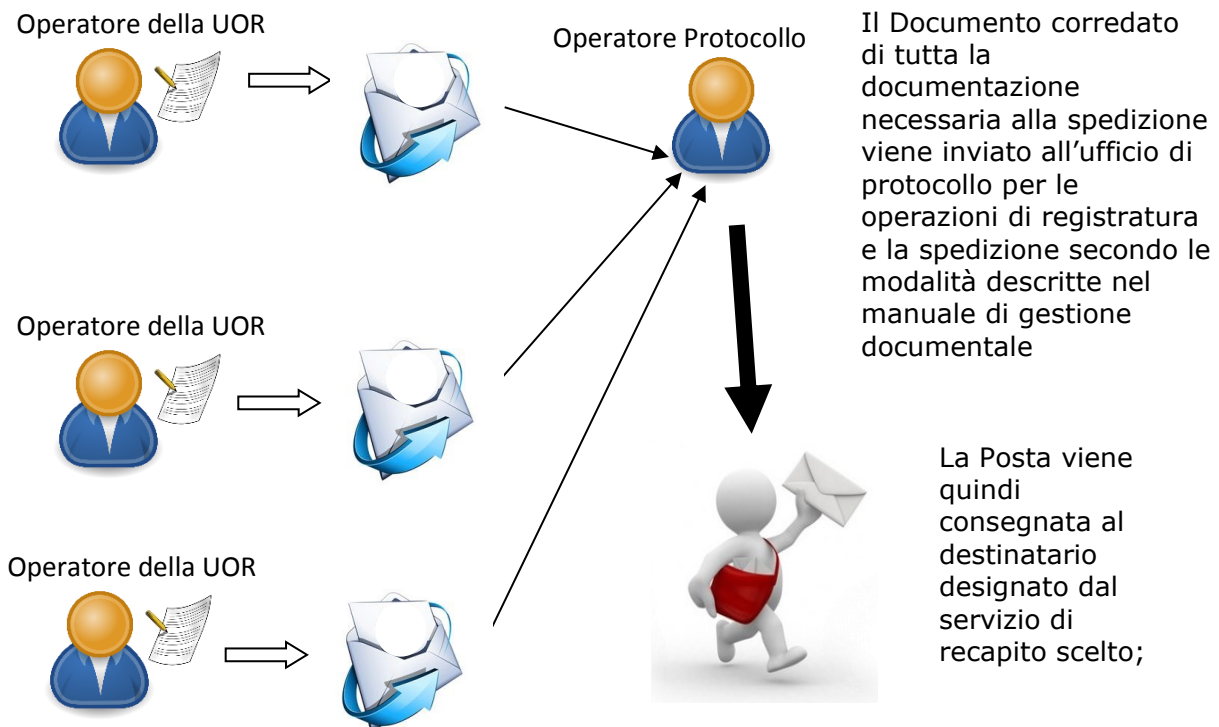 Operatore della UOR
Operatore Protocollo
Il Documento corredato
di tutta la
documentazione
necessaria alla spedizione
viene inviato all’ufficio di
protocollo per le
operazioni di registratura
e la spedizione secondo le
modalità descritte nel
manuale di gestione
documentale
Operatore della UOR
La Posta viene
quindi
consegnata al
destinatario
designato dal
servizio di
recapito scelto;
Operatore della UOR